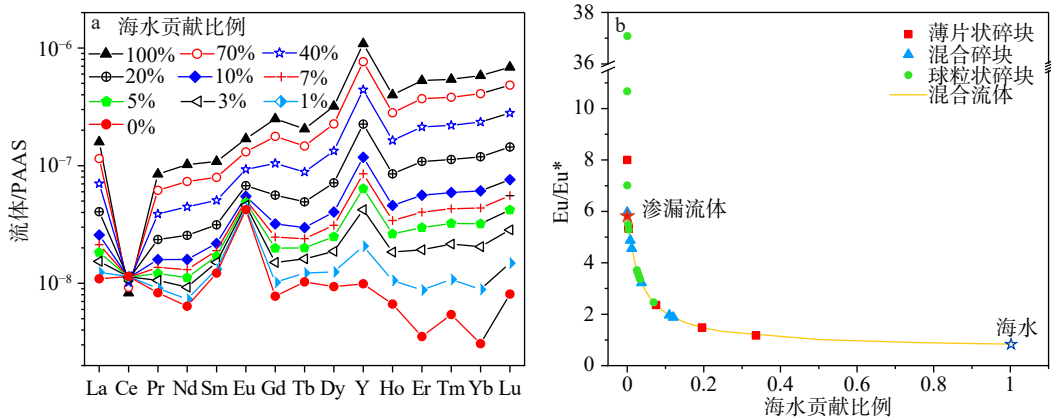 a 海水贡献比例
100% 70% 40%
20% 10% 7%
5% 3% 1%
0%
10⁻⁶
10⁻⁷
10⁻⁸
流体/PAAS
La Ce Pr Nd Sm Eu Gd Tb Dy Y Ho Er Tm Yb Lu
b
薄片状碎块
混合碎块
球粒状碎块
混合流体
38
36
10
8
6
4
2
0
Eu/Eu*
渗漏流体
海水
0 0.2 0.4 0.6 0.8 1
海水贡献比例